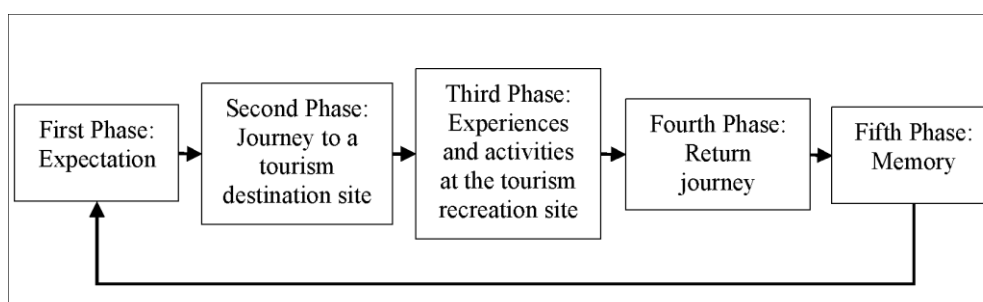 First Phase:
Expectation
Second Phase:
Journey to a
tourism
destination site
Third Phase:
Experiences
and activities
at the tourism
recreation site
Fourth Phase:
Return
journey
Fifth Phase:
Memory